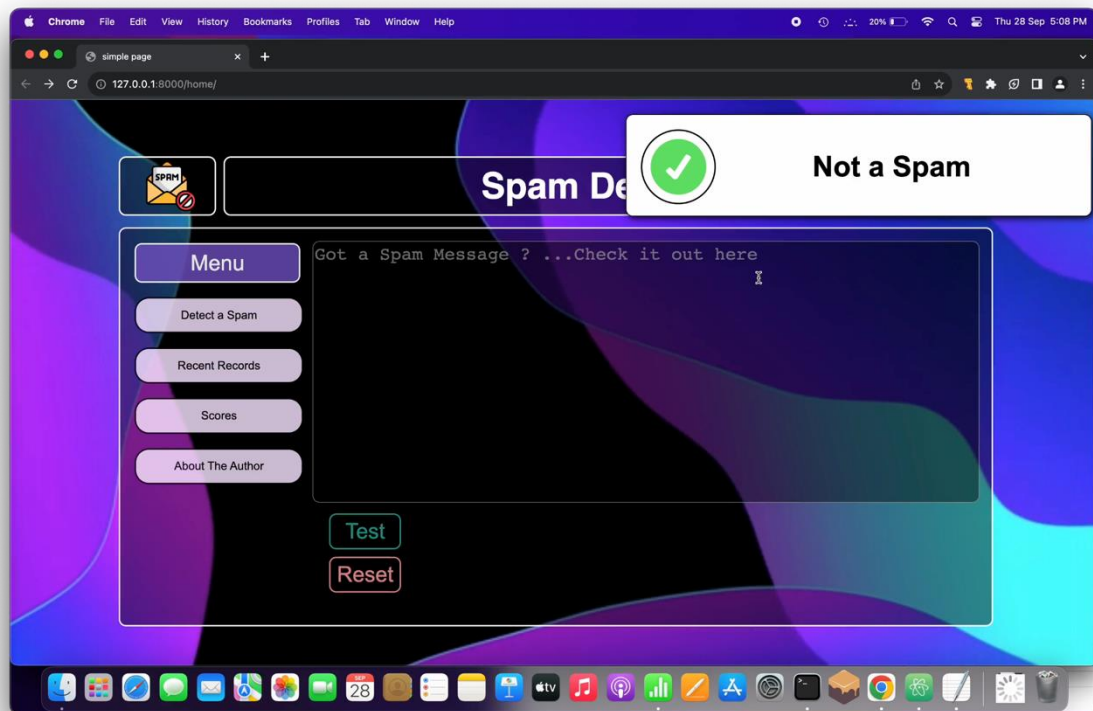 Chrome File Edit View History Bookmarks Profiles Tab Window Help 20% Thu 28 Sep 5:08 PM
simple page
127.0.0.1:8000/home/
SPAM
Spam De
Not a Spam
Menu
Got a Spam Message ? ...Check it out here
Detect a Spam
Recent Records
Scores
About The Author
Test
Reset
SEP
28
tv